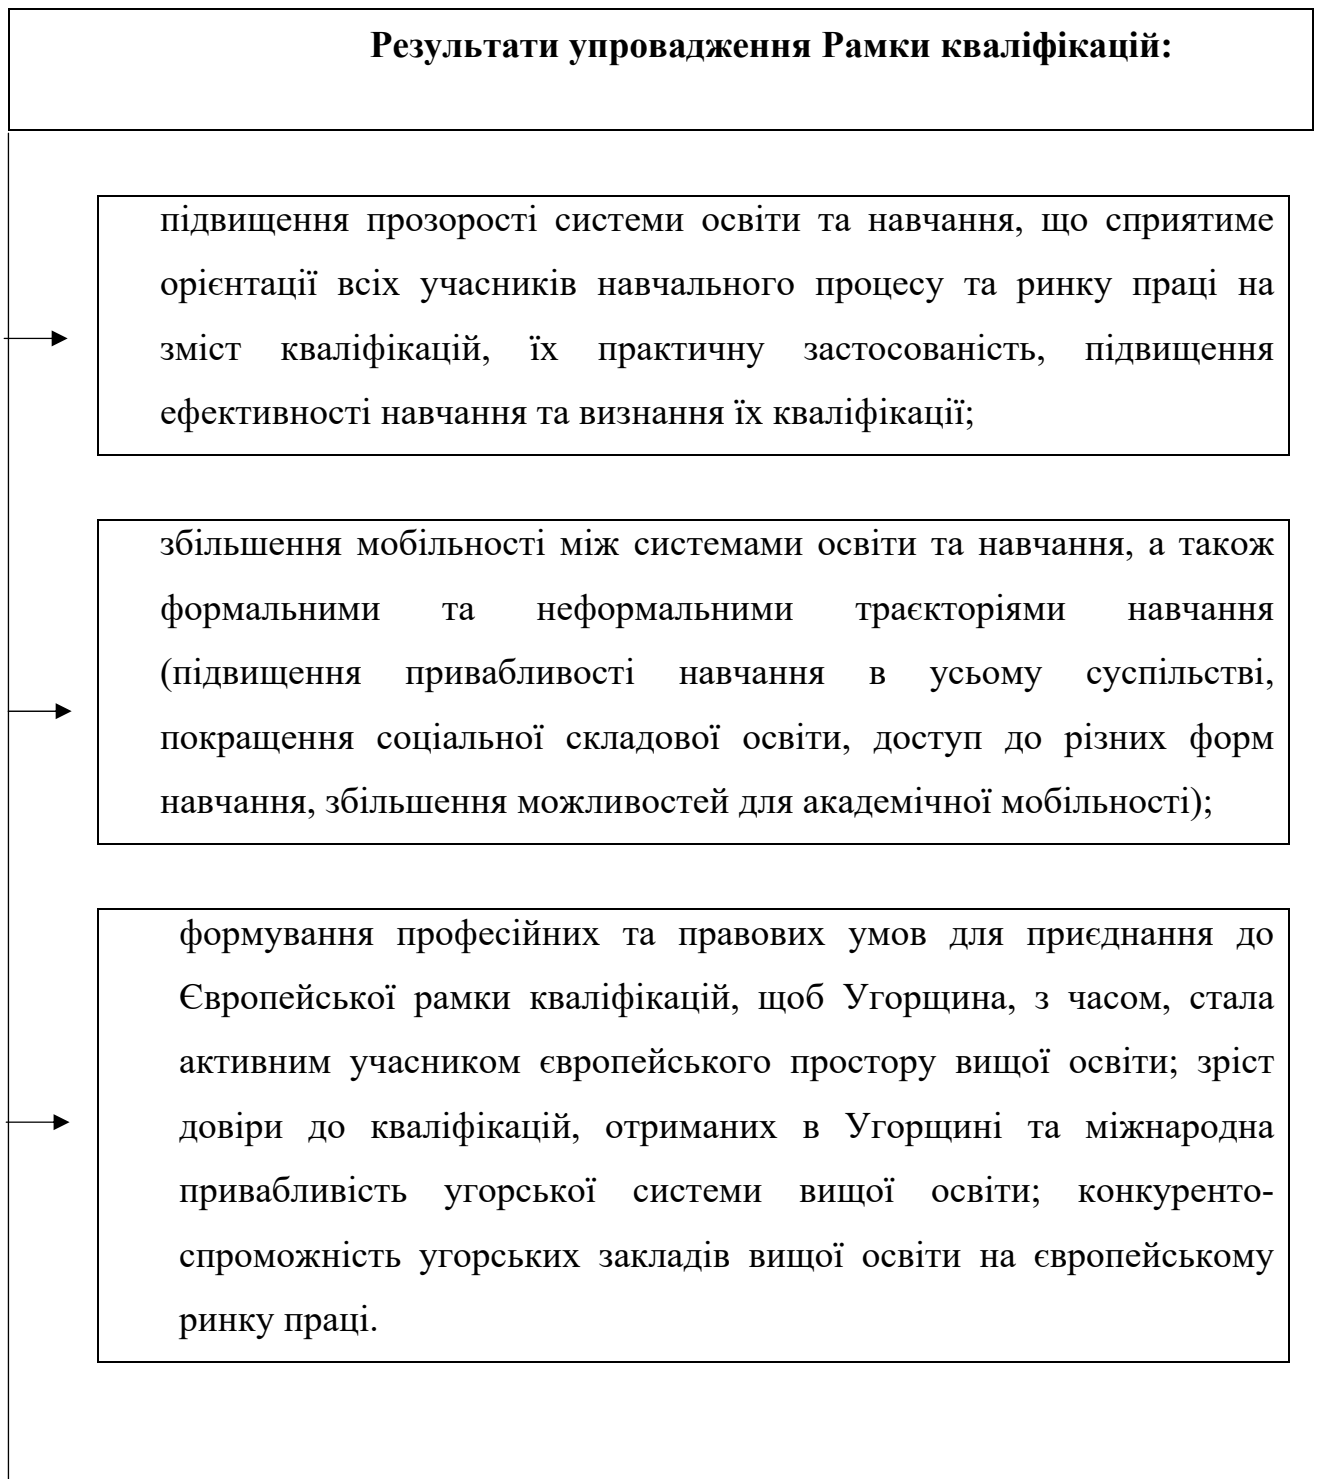 Результати упровадження Рамки кваліфікацій:
підвищення прозорості системи освіти та навчання, що сприятиме
орієнтації всіх учасників навчального процесу та ринку праці на
зміст кваліфікацій, їх практичну застосованість, підвищення
ефективності навчання та визнання їх кваліфікації;
збільшення мобільності між системами освіти та навчання, а також
формальними та неформальними траєкторіями навчання
(підвищення привабливості навчання в усьому суспільстві,
покращення соціальної складової освіти, доступ до різних форм
навчання, збільшення можливостей для академічної мобільності);
формування професійних та правових умов для приєднання до
Європейської рамки кваліфікацій, щоб Угорщина, з часом, стала
активним учасником європейського простору вищої освіти; зріст
довіри до кваліфікацій, отриманих в Угорщині та міжнародна
привабливість угорської системи вищої освіти; конкуренто-
спроможність угорських закладів вищої освіти на європейському
ринку праці.